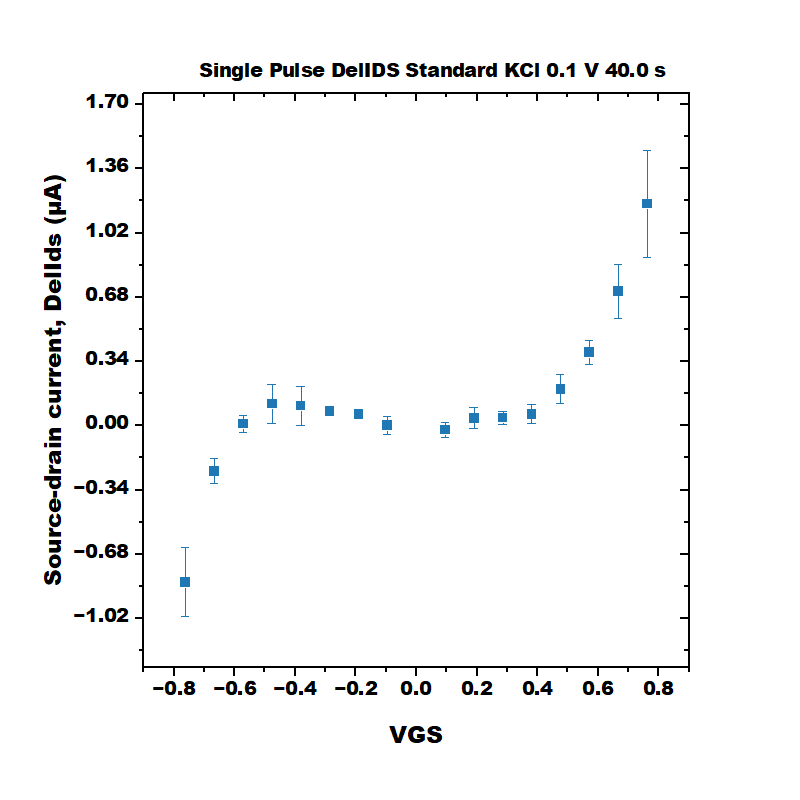 Single Pulse DelIDS Standard KCl 0.1 V 40.0 s
1.70
1.36
1.02
0.68
0.34
0.00
−0.34
−0.68
−1.02
Source-drain current, DelIds (μA)
−0.8 −0.6 −0.4 −0.2 0.0 0.2 0.4 0.6 0.8
VGS